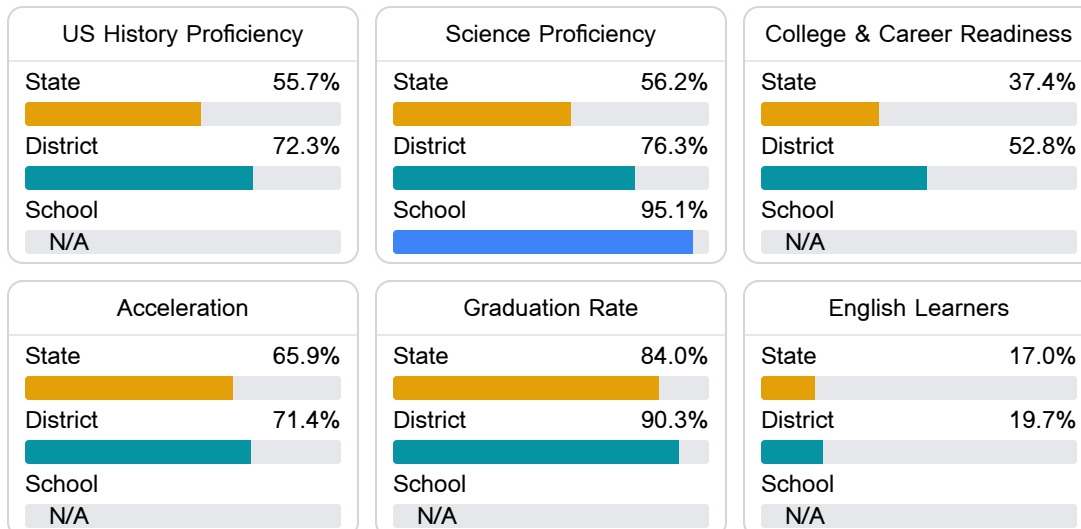 US History Proficiency
State 55.7%
District 72.3%
School
N/A
Science Proficiency
State 56.2%
District 76.3%
School 95.1%
College & Career Readiness
State 37.4%
District 52.8%
School
N/A
Acceleration
State 65.9%
District 71.4%
School
N/A
Graduation Rate
State 84.0%
District 90.3%
School
N/A
English Learners
State 17.0%
District 19.7%
School
N/A